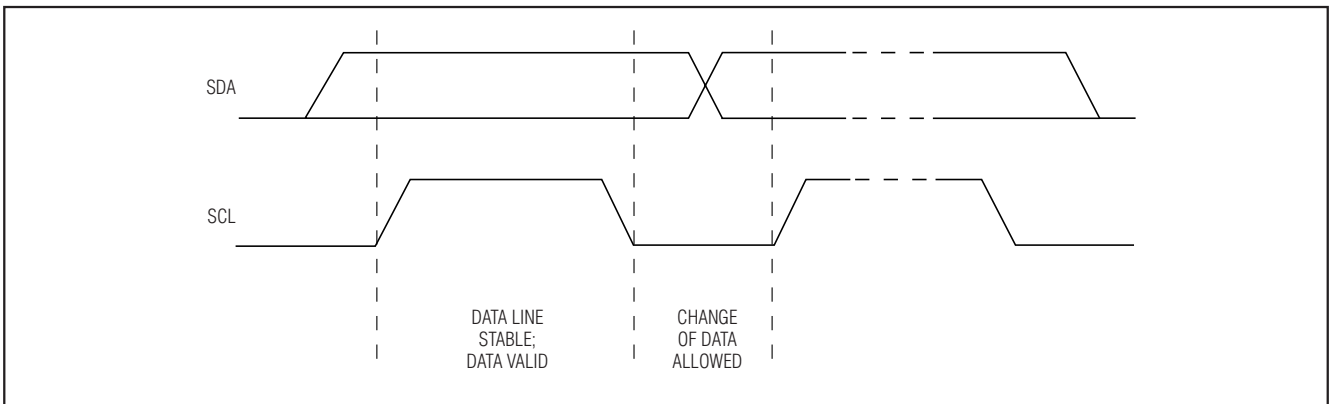 SDA
SCL
DATA LINE
STABLE;
DATA VALID
CHANGE
OF DATA
ALLOWED